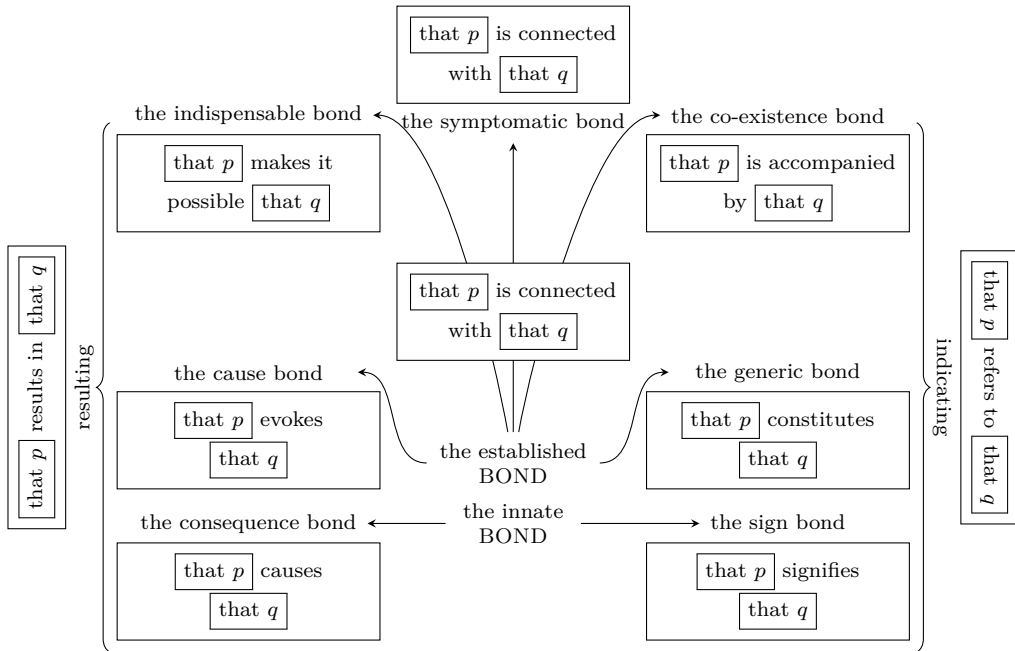 that p is connected
with that q
the indispensable bond
the symptomatic bond
the co-existence bond
that p makes it
possible that q
that p is accompanied
by that q
that p is connected
with that q
that p results in that q
resulting
indicating
that p refers to that q
the cause bond
the generic bond
that p evokes
that q
that p constitutes
that q
the established
BOND
the consequence bond
the innate
BOND
the sign bond
that p causes
that q
that p signifies
that q